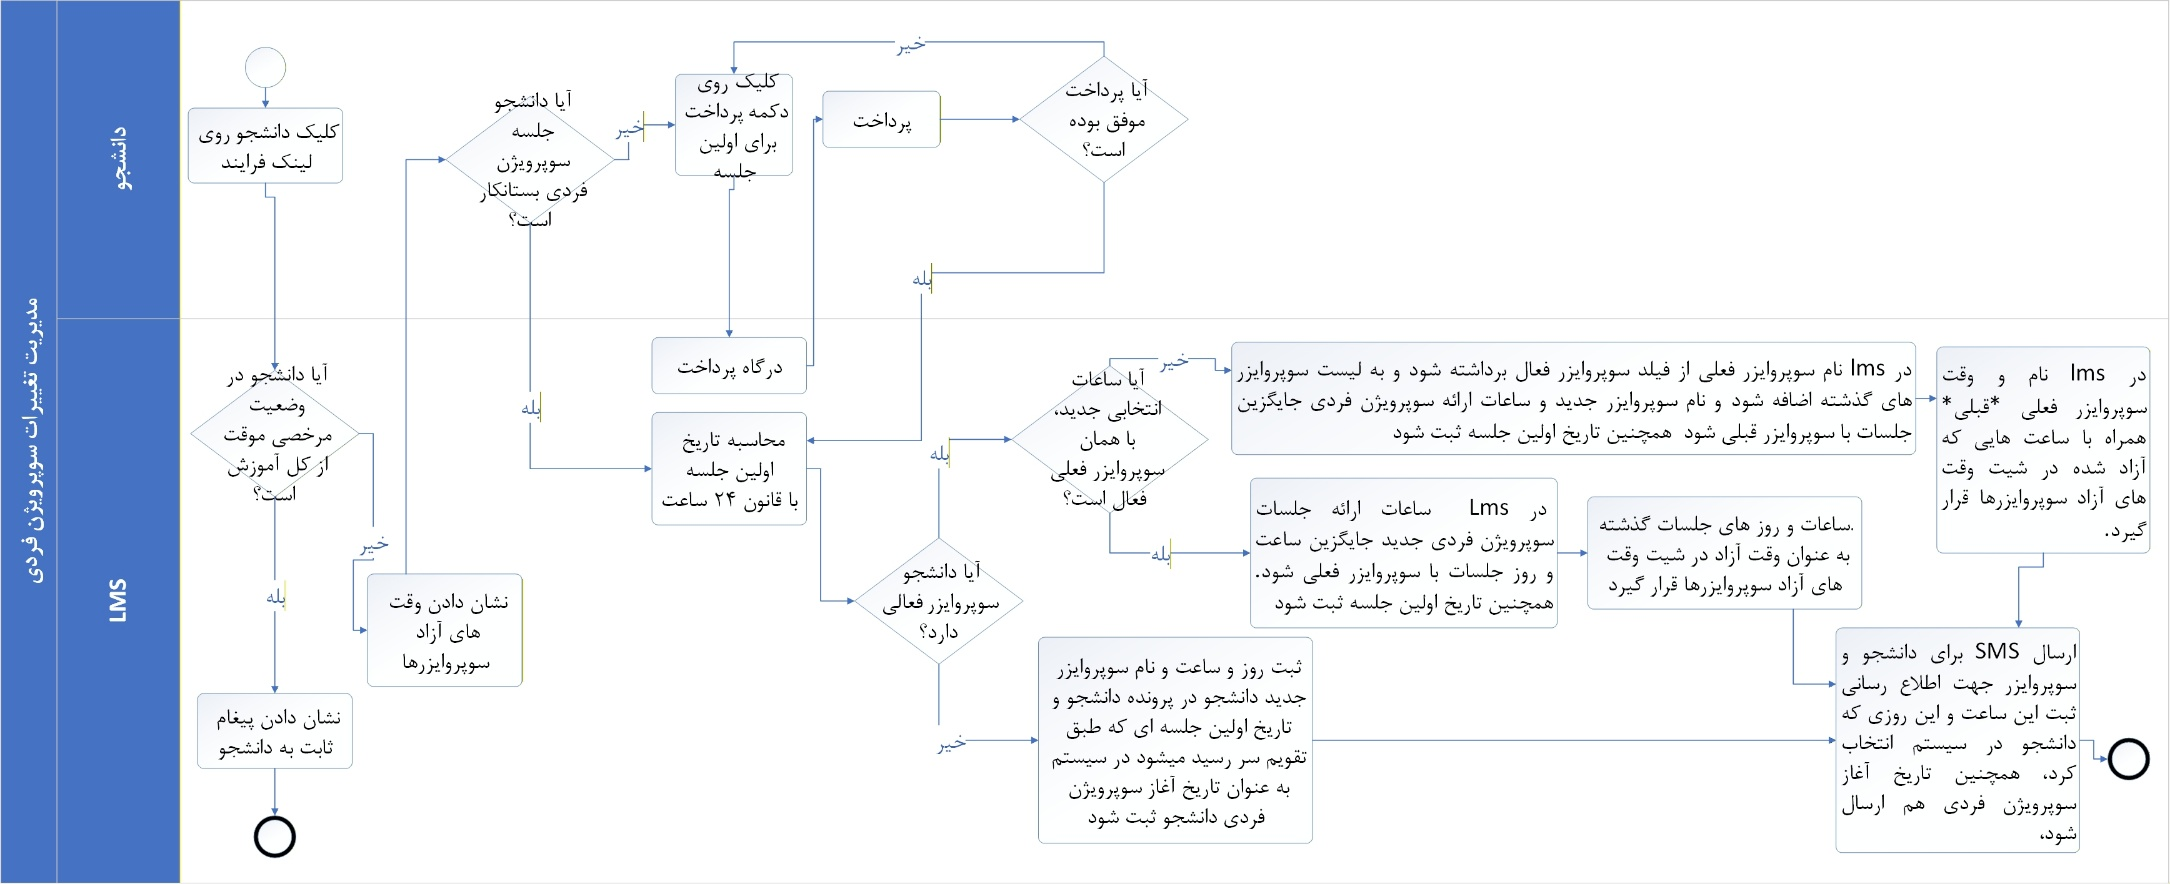 مدیریت تغییرات سوپرویژن فردی
دانشجو
کلیک دانشجو روی
لینک فرایند
آیا دانشجو
جلسه
سوپرویژن
فردی بستانکار
است؟
خیر
بله
کلیک روی
دکمه پرداخت
برای اولین
جلسه
پرداخت
آیا پرداخت
موفق بوده
است؟
خیر
بله
LMS
آیا دانشجو در
وضعیت
مرخصی موقت
از کل آموزش
است؟
خیر
بله
نشان دادن پیغام
ثابت به دانشجو
نشان دادن وقت
های آزاد
سوپروایزرها
درگاه پرداخت
محاسبه تاریخ
اولین جلسه
با قانون ۲۴ ساعت
آیا دانشجو
سوپروایزر فعالی
دارد؟
بله
خیر
آیا ساعات
انتخابی جدید،
با همان
سوپروایزر فعلی
فعال است؟
خیر
بله
در lms نام سوپروایزر فعلی از فیلد سوپروایزر فعال برداشته شود و به لیست سوپروایزر
های گذشته اضافه شود و نام سوپروایزر جدید و ساعات ارائه سوپرویژن فردی جایگزین
جلسات با سوپروایزر قبلی شود همچنین تاریخ اولین جلسه ثبت شود
در lms نام و وقت
سوپروایزر فعلی *قبلی*
همراه با ساعت هایی که
آزاد شده در شیت وقت
های آزاد سوپروایزرها قرار
گیرد.
در Lms ساعات ارائه جلسات
سوپرویژن فردی جدید جایگزین ساعت
و روز جلسات با سوپروایزر فعلی شود.
همچنین تاریخ اولین جلسه ثبت شود
ساعات و روز های جلسات گذشته.
به عنوان وقت آزاد در شیت وقت
های آزاد سوپروایزرها قرار گیرد
ثبت روز و ساعت و نام سوپروایزر
جدید دانشجو در پرونده دانشجو و
تاریخ اولین جلسه ای که طبق
تقویم سر رسید میشود در سیستم
به عنوان تاریخ آغاز سوپرویژن
فردی دانشجو ثبت شود
ارسال SMS برای دانشجو و
سوپروایزر جهت اطلاع رسانی
ثبت این ساعت و این روزی که
دانشجو در سیستم انتخاب
کرد، همچنین تاریخ آغاز
سوپرویژن فردی هم ارسال
شود،